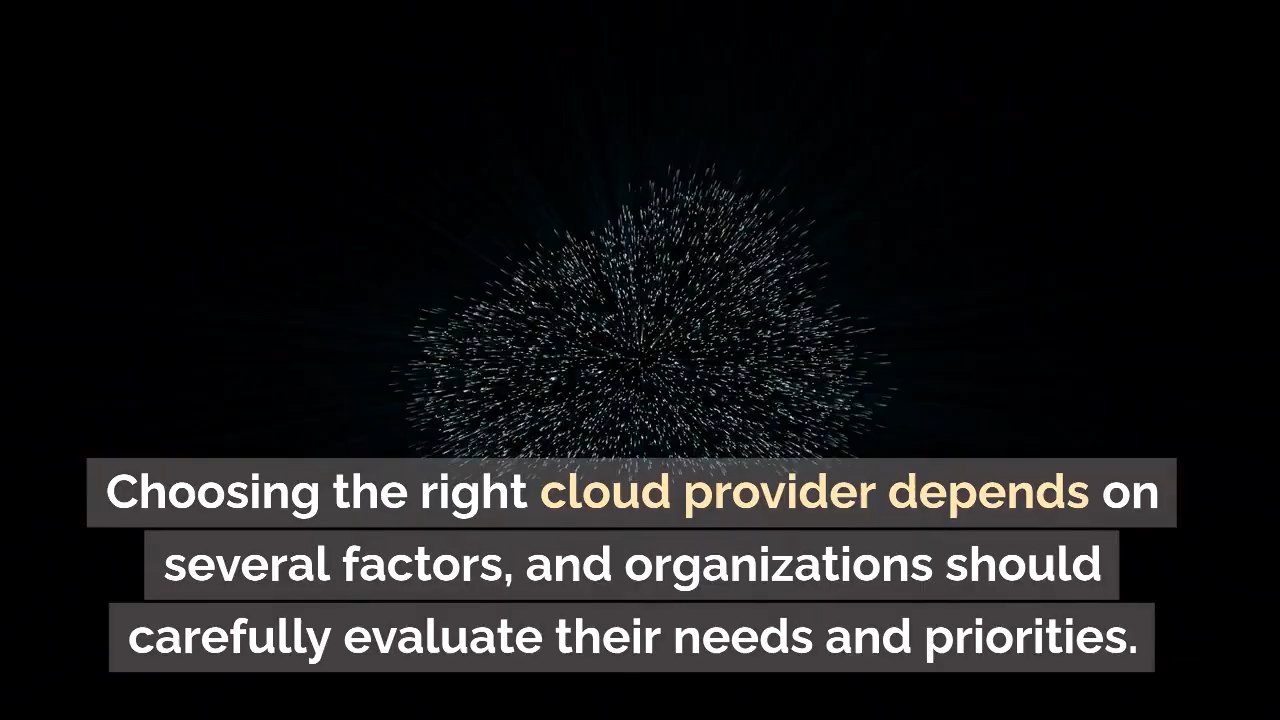 Choosing the right cloud provider depends on
several factors, and organizations should
carefully evaluate their needs and priorities.